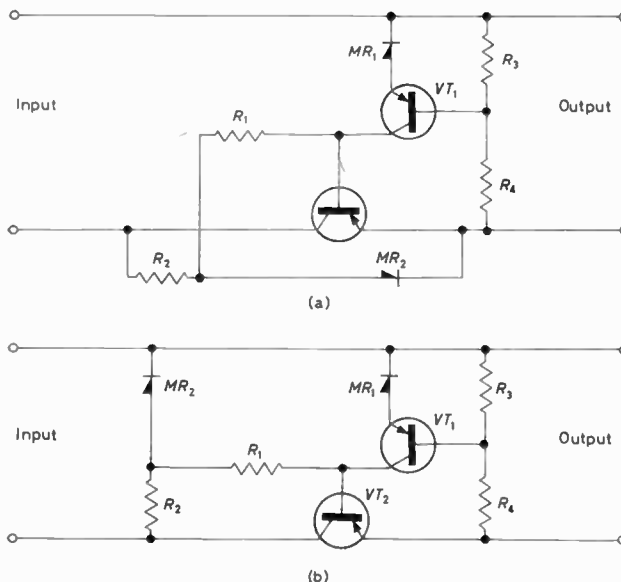 MR₁
R₃
VT₁
Input
Output
R₁
R₄
R₂
MR₂
(a)
MR₂
MR₁
R₃
VT₁
Input
Output
R₁
VT₂
R₂
R₄
(b)